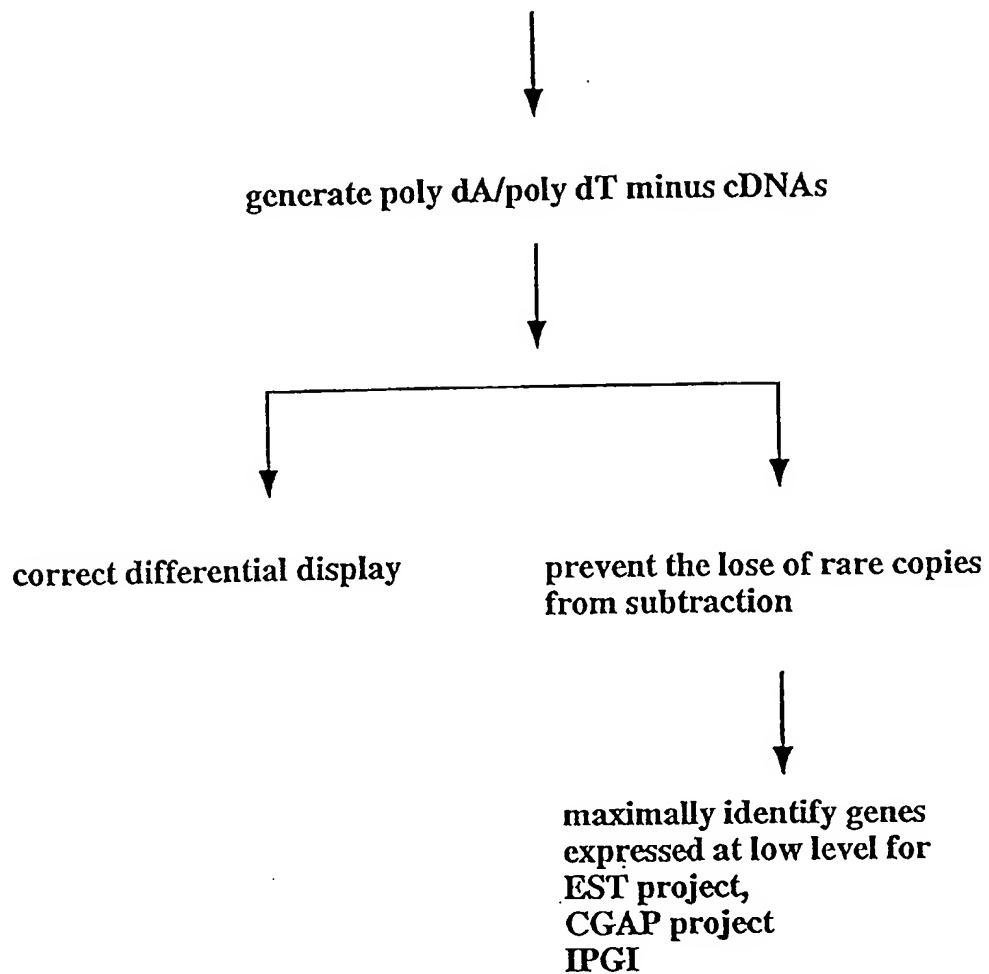 generate poly dA/poly dT minus cDNAs
correct differential display
prevent the lose of rare copies
from subtraction
maximally identify genes
expressed at low level for
EST project,
CGAP project
IPGI